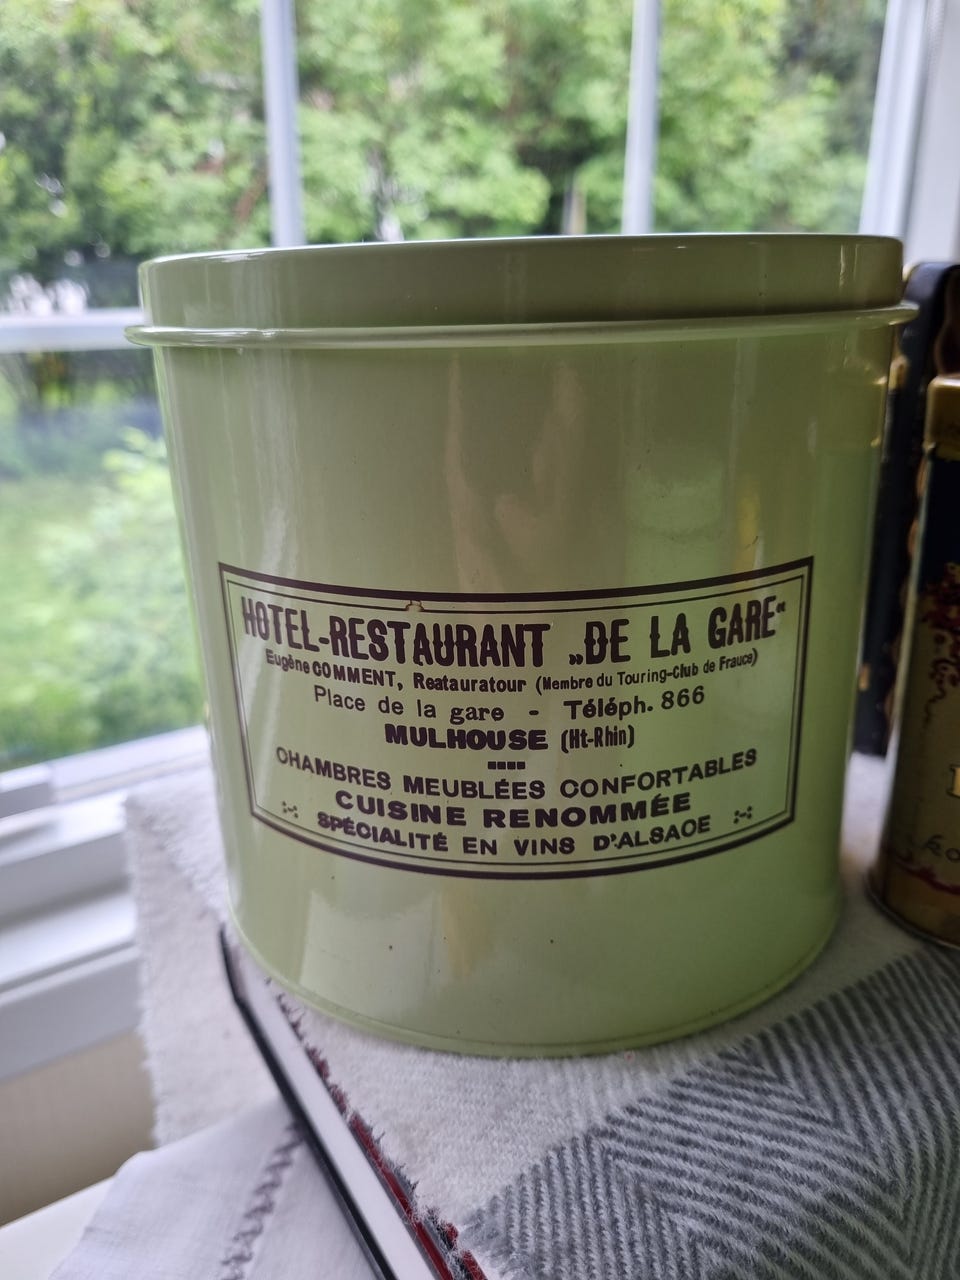 HOTEL-RESTAURANT „DE LA GARE“
Eugène COMMENT, Reatauratour (Membre du Touring-Club de Frauce)
Place de la gare - Téléph. 866
MULHOUSE (Ht-Rhin)
CHAMBRES MEUBLÉES CONFORTABLES
CUISINE RENOMMÉE
SPÉCIALITÉ EN VINS D'ALSAOE